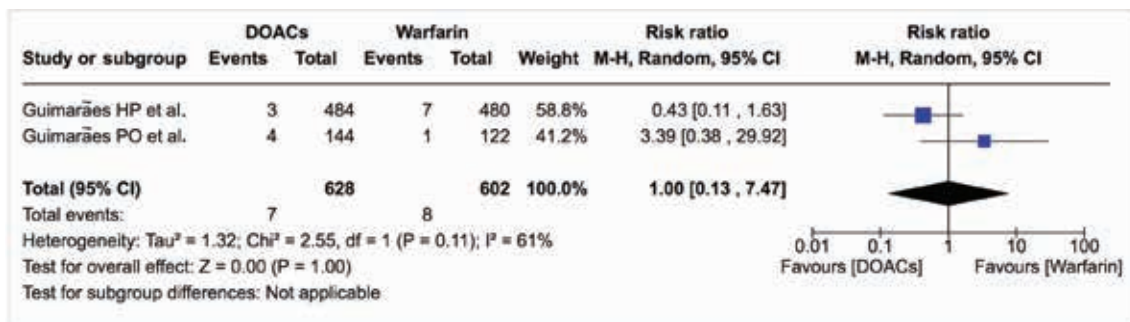 DOACs Warfarin Risk ratio Risk ratio
Study or subgroup Events Total Events Total Weight M-H, Random, 95% CI M-H, Random, 95% CI
Guimarães HP et al. 3 484 7 480 58.8% 0.43 [0.11 , 1.63]
Guimarães PO et al. 4 144 1 122 41.2% 3.39 [0.38 , 29.92]
Total (95% CI) 628 602 100.0% 1.00 [0.13 , 7.47]
Total events: 7 8
Heterogeneity: Tau² = 1.32; Chi² = 2.55, df = 1 (P = 0.11); I² = 61%
0.01 0.1 1 10 100
Test for overall effect: Z = 0.00 (P = 1.00)
Favours [DOACs] Favours [Warfarin]
Test for subgroup differences: Not applicable